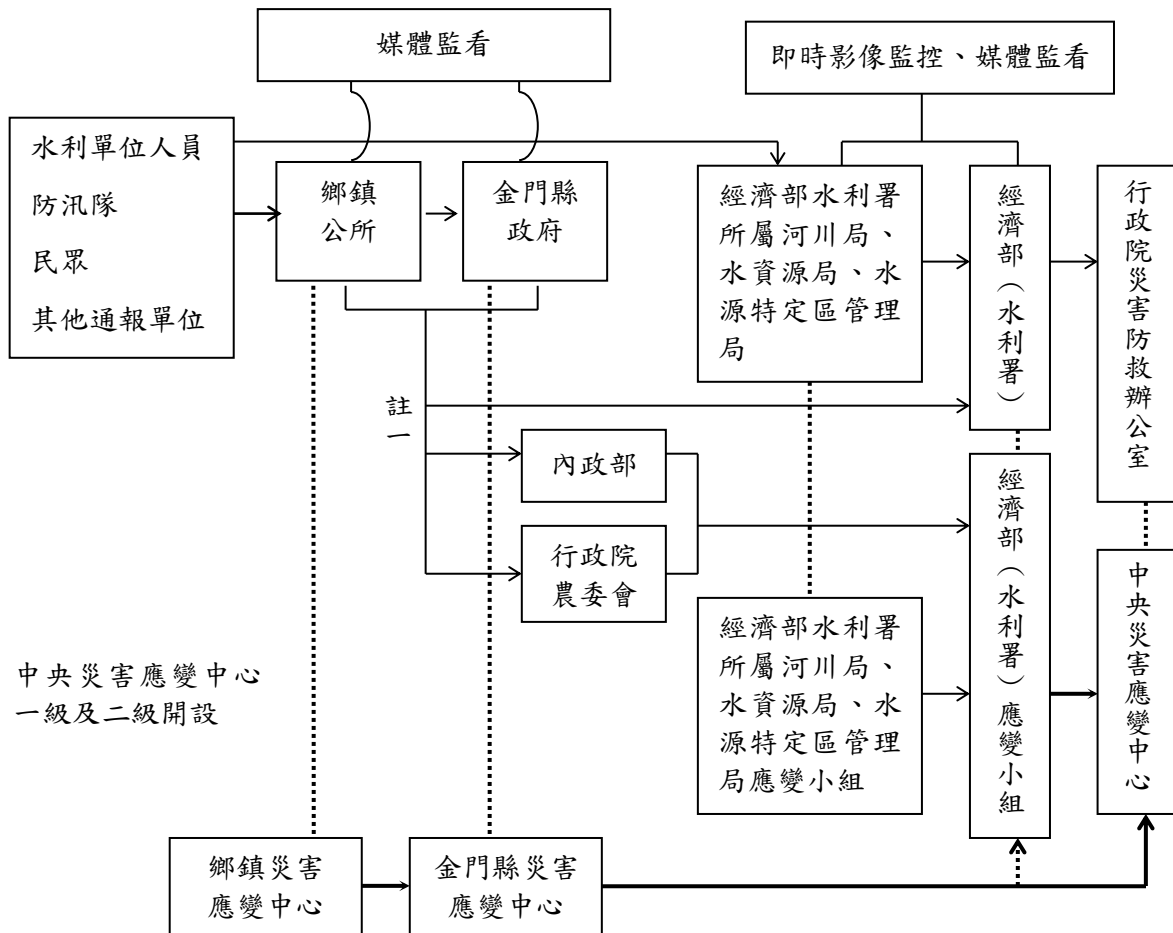 媒體監看
即時影像監控、媒體監看
水利單位人員
防汛隊
民眾
其他通報單位
鄉鎮
公所
金門縣
政府
經濟部水利署
所屬河川局、
水資源局、水
源特定區管理
局
經濟部（水利署）
行政院災害防救辦公室
註一
內政部
行政院
農委會
經濟部水利署
所屬河川局、
水資源局、水
源特定區管理
局應變小組
經濟部（水利署）應變小組
中央災害應變中心
中央災害應變中心
一級及二級開設
鄉鎮災害
應變中心
金門縣災害
應變中心